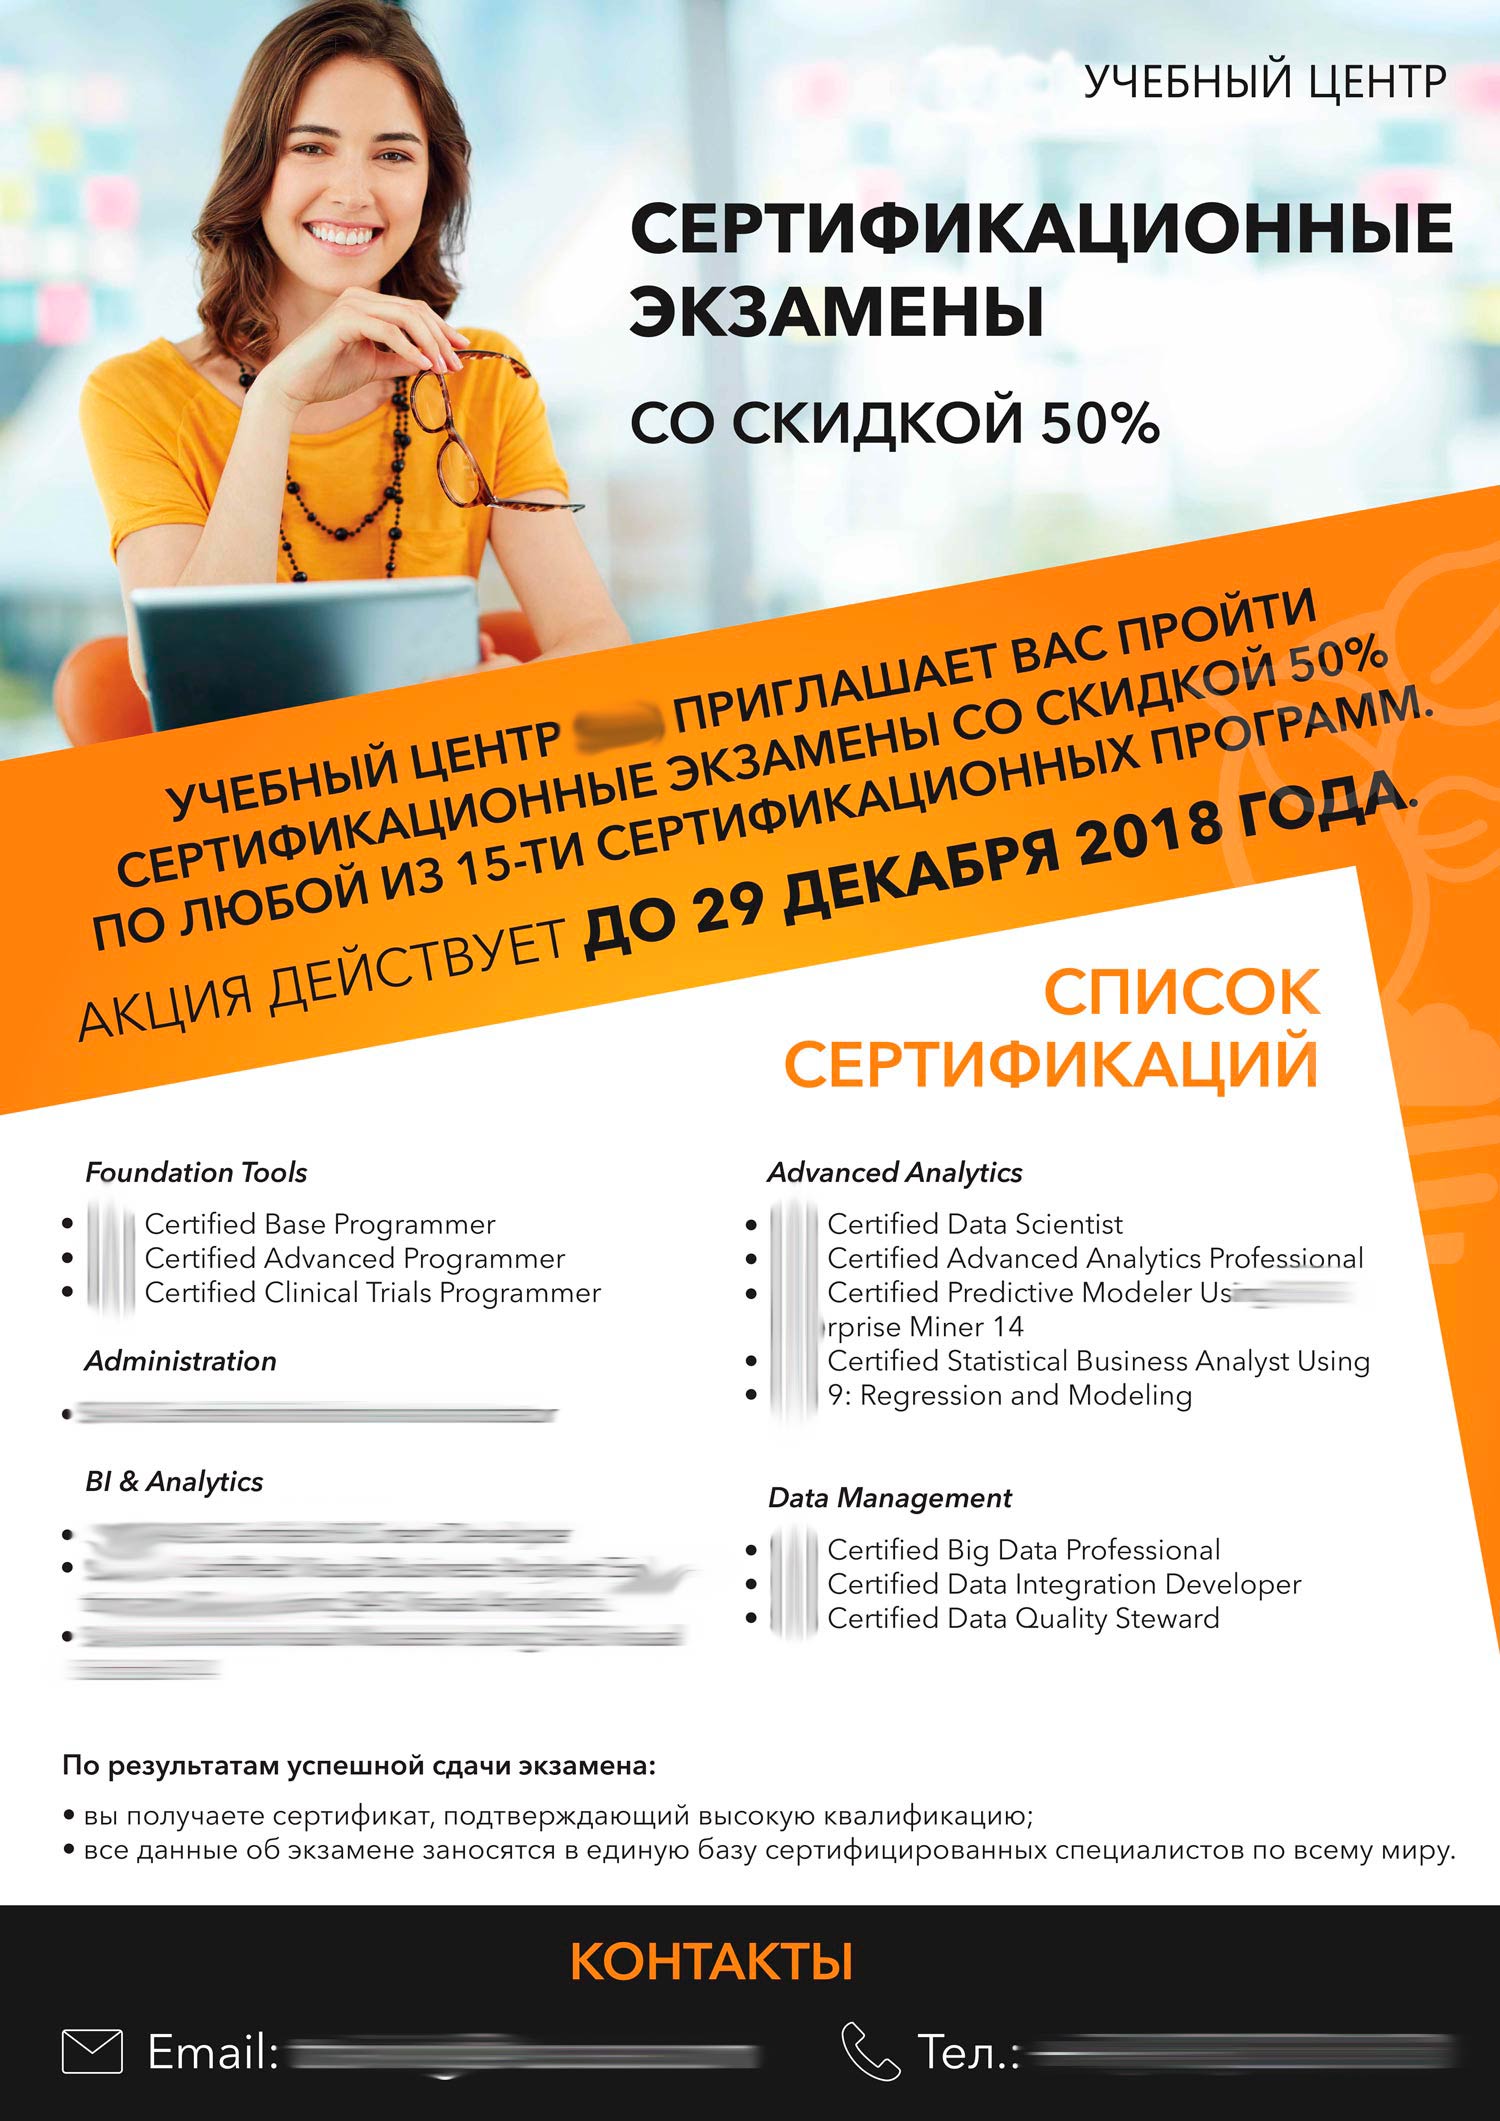 УЧЕБНЫЙ ЦЕНТР
СЕРТИФИКАЦИОННЫЕ
ЭКЗАМЕНЫ
СО СКИДКОЙ 50%
УЧЕБНЫЙ ЦЕНТР ПРИГЛАШАЕТ ВАС ПРОЙТИ
СЕРТИФИКАЦИОННЫЕ ЭКЗАМЕНЫ СО СКИДКОЙ 50%
ПО ЛЮБОЙ ИЗ 15-ТИ СЕРТИФИКАЦИОННЫХ ПРОГРАММ.
АКЦИЯ ДЕЙСТВУЕТ ДО 29 ДЕКАБРЯ 2018 ГОДА.
СПИСОК
СЕРТИФИКАЦИЙ
Foundation Tools
• Certified Base Programmer
• Certified Advanced Programmer
• Certified Clinical Trials Programmer
Administration
BI & Analytics
Advanced Analytics
• Certified Data Scientist
• Certified Advanced Analytics Professional
• Certified Predictive Modeler
Miner 14
• Certified Statistical Business Analyst Using
• 9: Regression and Modeling
Data Management
• Certified Big Data Professional
• Certified Data Integration Developer
• Certified Data Quality Steward
По результатам успешной сдачи экзамена:
• вы получаете сертификат, подтверждающий высокую квалификацию;
• все данные об экзамене заносятся в единую базу сертифицированных специалистов по всему миру.
КОНТАКТЫ
Email:
Тел.: